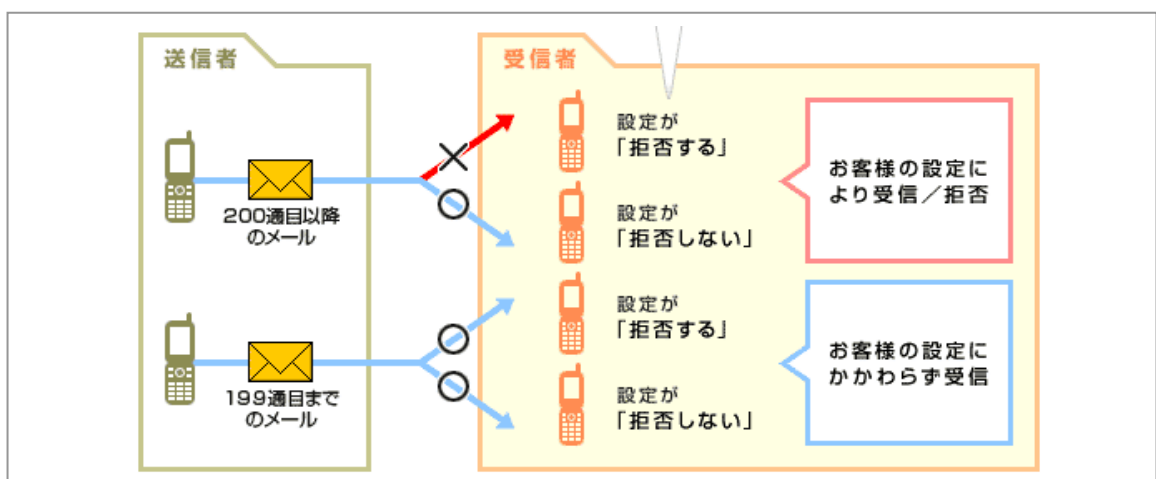 送信者
200通目以降
のメール
199通目まで
のメール
受信者
設定が
「拒否する」
設定が
「拒否しない」
お客様の設定に
より受信／拒否
設定が
「拒否する」
設定が
「拒否しない」
お客様の設定に
かかわらず受信